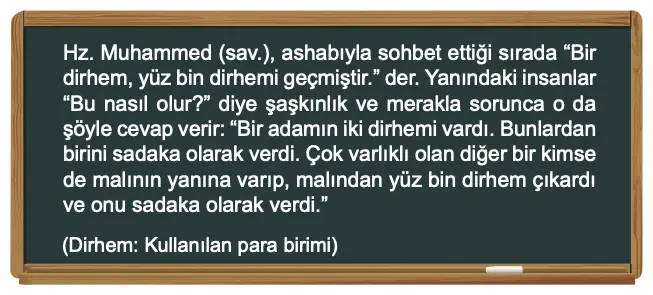 Hz. Muhammed (sav.), ashabıyla sohbet ettiği sırada “Bir
dirhem, yüz bin dirhemi geçmiştir.” der. Yanındaki insanlar
“Bu nasıl olur?” diye şaşkınlık ve merakla sorunca o da
şöyle cevap verir: “Bir adamın iki dirhemi vardı. Bunlardan
birini sadaka olarak verdi. Çok varlıklı olan diğer bir kimse
de malının yanına varıp, malından yüz bin dirhem çıkardı
ve onu sadaka olarak verdi.”
(Dirhem: Kullanılan para birimi)